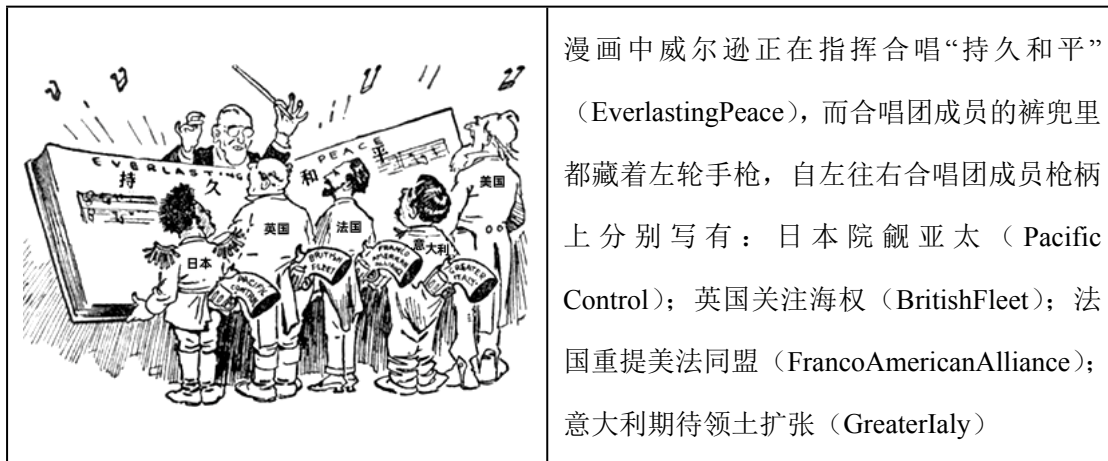 EVERLASTING
PEACE
持 久 和 平
日本
英国
法国
意大利
美国
PACIFIC
CONTROL
BRITISH
FLEET
FRANCO
AMERICAN
ALLIANCE
GREATER
ITALY
漫画中威尔逊正在指挥合唱“持久和平”
（EverlastingPeace），而合唱团成员的裤兜里
都藏着左轮手枪，自左往右合唱团成员枪柄
上分别写有：日本院觎亚太（Pacific
Control）；英国关注海权（BritishFleet）；法
国重提美法同盟（FrancoAmericanAlliance）；
意大利期待领土扩张（GreaterIaly）